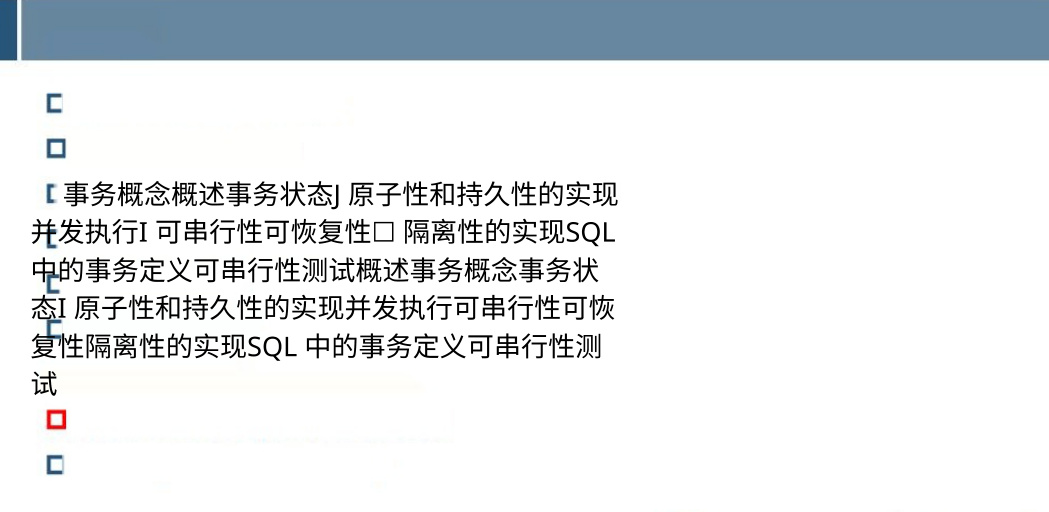 事务概念概述事务状态J 原子性和持久性的实现
并发执行I 可串行性可恢复性□ 隔离性的实现SQL
中的事务定义可串行性测试概述事务概念事务状
态I 原子性和持久性的实现并发执行可串行性可恢
复性隔离性的实现SQL 中的事务定义可串行性测
试